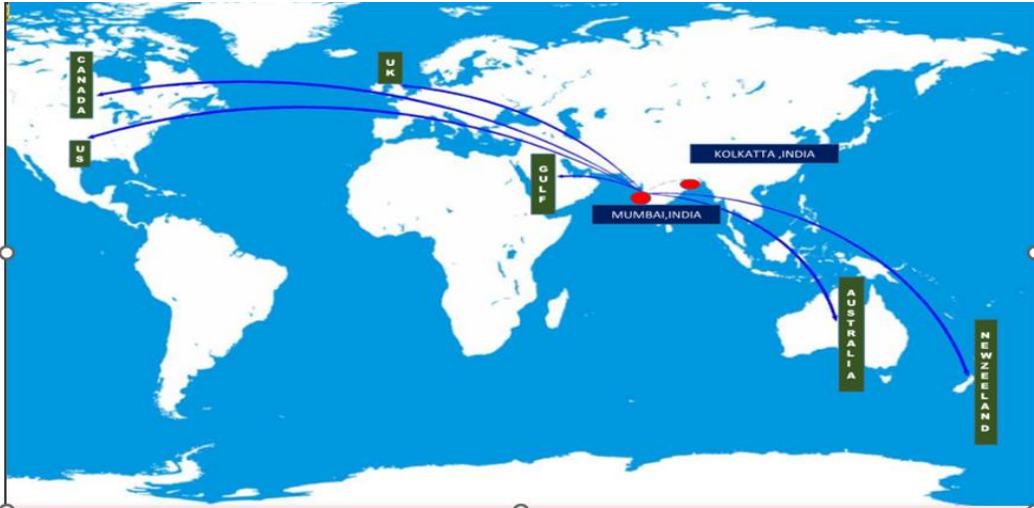 CANADA
UK
US
GULF
KOLKATTA ,INDIA
MUMBAI,INDIA
AUSTRALIA
NEWZEELAND